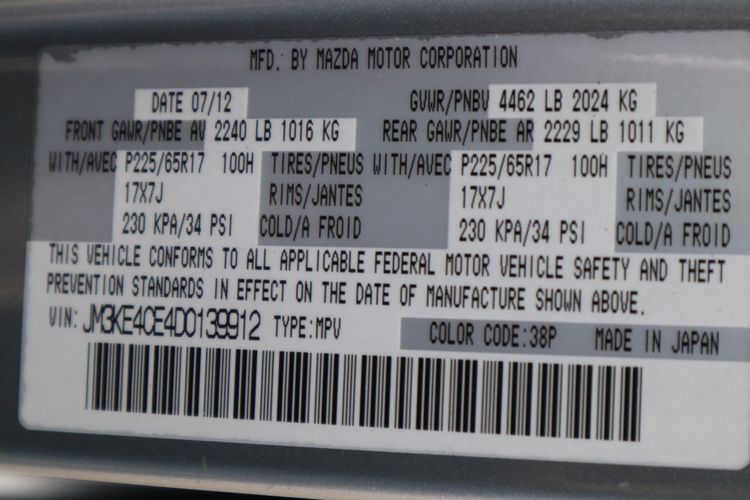 MFD. BY MAZDA MOTOR CORPORATION
DATE 07/12 GVWR/PNBV 4462 LB 2024 KG
FRONT GAWR/PNBE AV 2240 LB 1016 KG REAR GAWR/PNBE AR 2229 LB 1011 KG
WITH/AVEC P225/65R17 100H TIRES/PNEUS WITH/AVEC P225/65R17 100H TIRES/PNEUS
17X7J RIMS/JANTES 17X7J RIMS/JANTES
230 KPA/34 PSI COLD/A FROID 230 KPA/34 PSI COLD/A FROID
THIS VEHICLE CONFORMS TO ALL APPLICABLE FEDERAL MOTOR VEHICLE SAFETY AND THEFT
PREVENTION STANDARDS IN EFFECT ON THE DATE OF MANUFACTURE SHOWN ABOVE.
VIN: JM3KE4CE4D0139912 TYPE:MPV COLOR CODE:38P MADE IN JAPAN